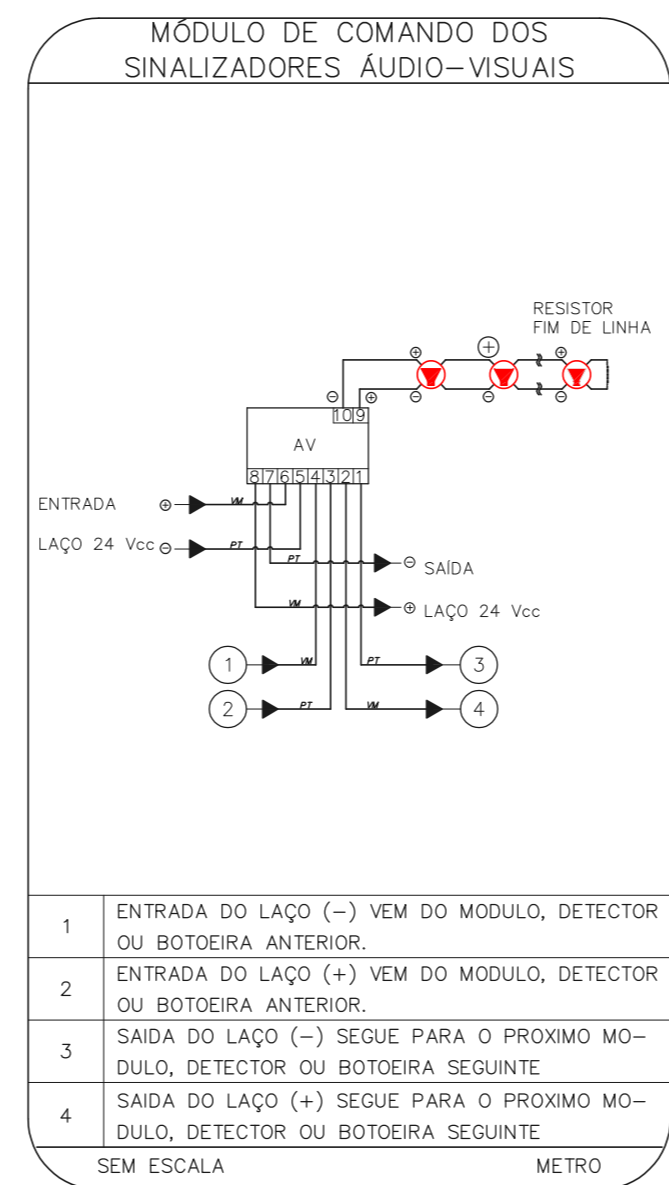 MÓDULO DE COMANDO DOS
SINALIZADORES ÁUDIO-VISUAIS
RESISTOR
FIM DE LINHA
⊕ ⊕ ⊕
⊖ ⊖ ⊖
⊖ ⊕
10 9
AV
8 7 6 5 4 3 2 1
ENTRADA ⊕ VM
LAÇO 24 Vcc ⊖ PT
PT ⊖ SAÍDA
VM ⊕ LAÇO 24 Vcc
1 VM PT 3
2 PT VM 4
1 ENTRADA DO LAÇO (-) VEM DO MODULO, DETECTOR
OU BOTOEIRA ANTERIOR.
2 ENTRADA DO LAÇO (+) VEM DO MODULO, DETECTOR
OU BOTOEIRA ANTERIOR.
3 SAIDA DO LAÇO (-) SEGUE PARA O PROXIMO MO-
DULO, DETECTOR OU BOTOEIRA SEGUINTE
4 SAIDA DO LAÇO (+) SEGUE PARA O PROXIMO MO-
DULO, DETECTOR OU BOTOEIRA SEGUINTE
SEM ESCALA METRO